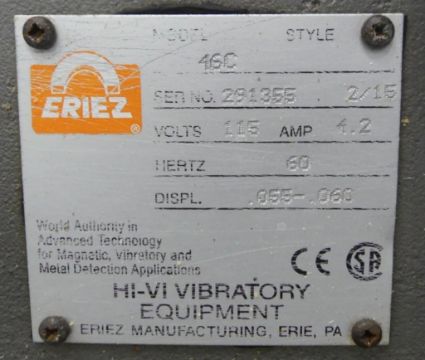 MODEL STYLE
46C
ERIEZ®
SER NO. 291355 2/15
VOLTS 115 AMP 4.2
HERTZ 60
DISPL. .055-.060
World Authority in
Advanced Technology
for Magnetic, Vibratory and
Metal Detection Applications
CE SA
HI-VI VIBRATORY
EQUIPMENT
ERIEZ MANUFACTURING, ERIE, PA